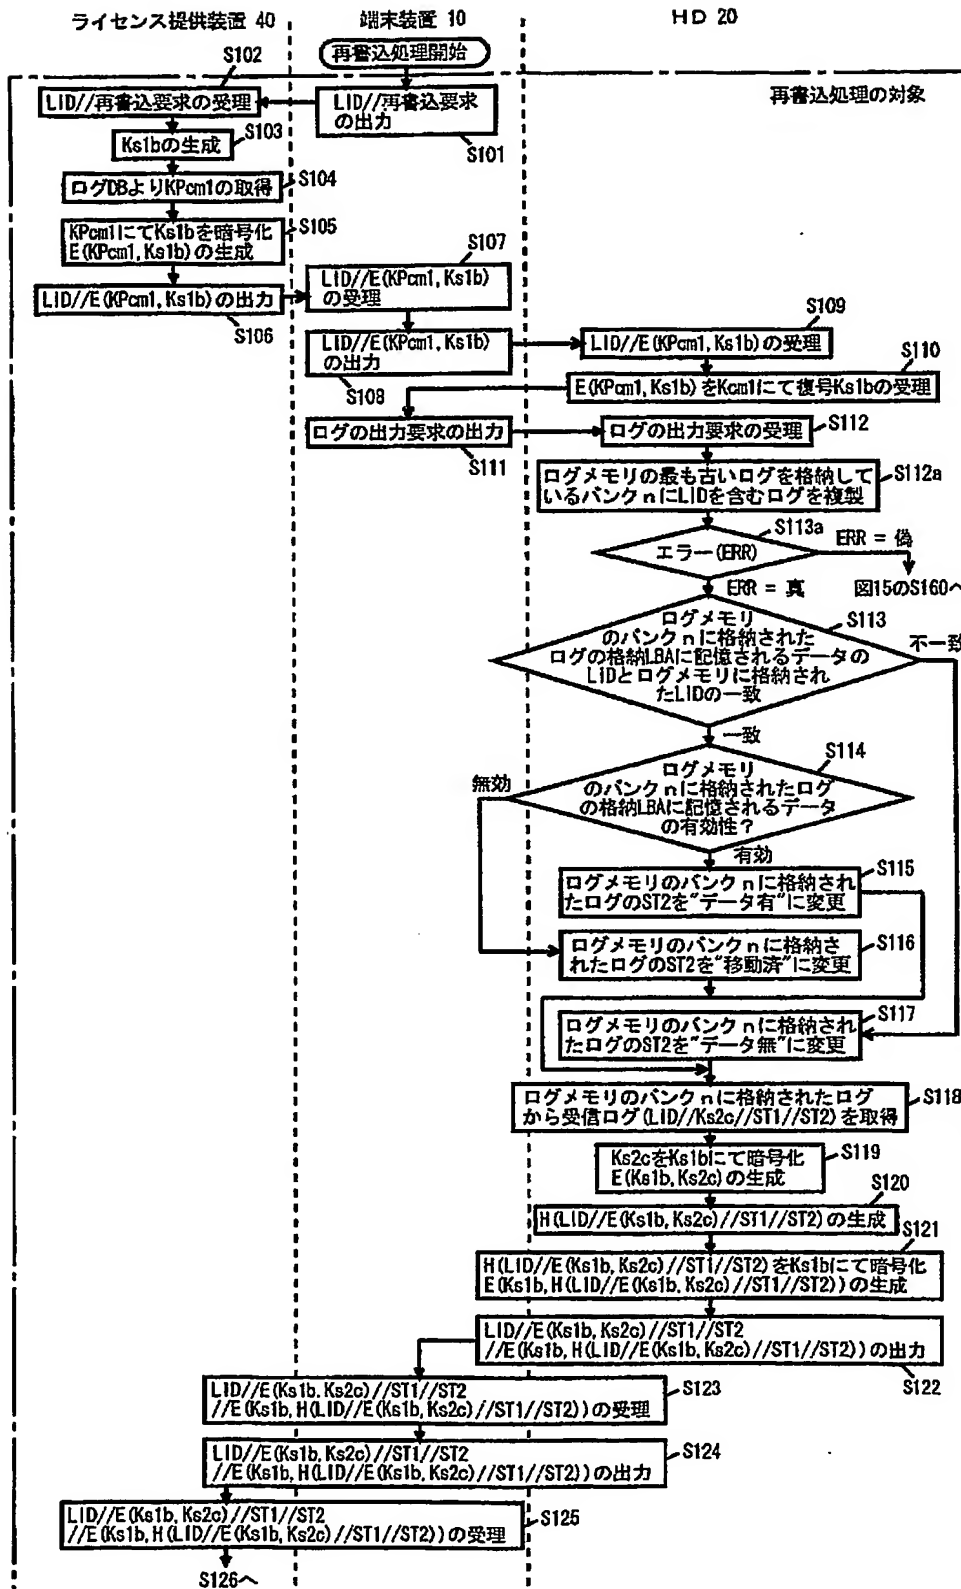 ライセンス提供装置 40
端末装置 10
HD 20
再書込処理開始
再書込処理の対象
S102
LID//再書込要求の受理
LID//再書込要求
の出力
S101
S103
Ks1bの生成
S104
ログDBよりKPcm1の取得
S105
KPcm1にてKs1bを暗号化
E(KPcm1, Ks1b)の生成
LID//E(KPcm1, Ks1b)の出力
S106
S107
LID//E(KPcm1, Ks1b)
の受理
LID//E(KPcm1, Ks1b)
の出力
S108
S109
LID//E(KPcm1, Ks1b)の受理
S110
E(KPcm1, Ks1b)をKcm1にて復号Ks1bの受理
ログの出力要求の出力
S111
ログの出力要求の受理
S112
ログメモリの最も古いログを格納して
いるバンクnにLIDを含むログを複製
S112a
S113a
エラー(ERR)
ERR = 偽
図15のS160へ
ERR = 真
S113
ログメモリ
のバンクnに格納された
ログの格納LBAに記憶されるデータの
LIDとログメモリに格納され
たLIDの一致
不一致
一致
S114
ログメモリ
のバンクnに格納されたログ
の格納LBAに記憶されるデータ
の有効性?
無効
有効
S115
ログメモリのバンクnに格納され
たログのST2を"データ有"に変更
S116
ログメモリのバンクnに格納さ
れたログのST2を"移動済"に変更
S117
ログメモリのバンクnに格納され
たログのST2を"データ無"に変更
S118
ログメモリのバンクnに格納されたログ
から受信ログ(LID//Ks2c//ST1//ST2)を取得
S119
Ks2cをKs1bにて暗号化
E(Ks1b, Ks2c)の生成
S120
H(LID//E(Ks1b, Ks2c)//ST1//ST2)の生成
S121
H(LID//E(Ks1b, Ks2c)//ST1//ST2)をKs1bにて暗号化
E(Ks1b, H(LID//E(Ks1b, Ks2c)//ST1//ST2))の生成
LID//E(Ks1b, Ks2c)//ST1//ST2
//E(Ks1b, H(LID//E(Ks1b, Ks2c)//ST1//ST2))の出力
S122
LID//E(Ks1b, Ks2c)//ST1//ST2
//E(Ks1b, H(LID//E(Ks1b, Ks2c)//ST1//ST2))の受理
S123
LID//E(Ks1b, Ks2c)//ST1//ST2
//E(Ks1b, H(LID//E(Ks1b, Ks2c)//ST1//ST2))の出力
S124
LID//E(Ks1b, Ks2c)//ST1//ST2
//E(Ks1b, H(LID//E(Ks1b, Ks2c)//ST1//ST2))の受理
S125
S126へ